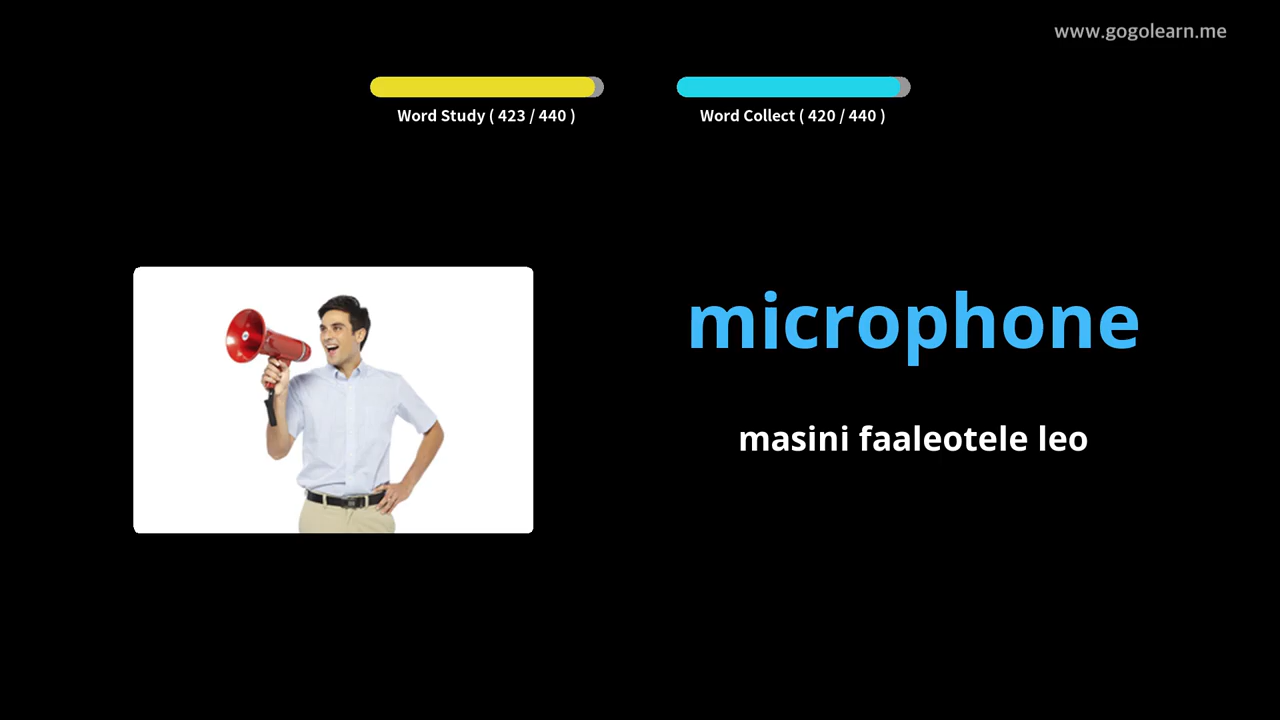 www.gogolearn.me
Word Study ( 423 / 440 )
Word Collect ( 420 / 440 )
microphone
masini faaleotele leo